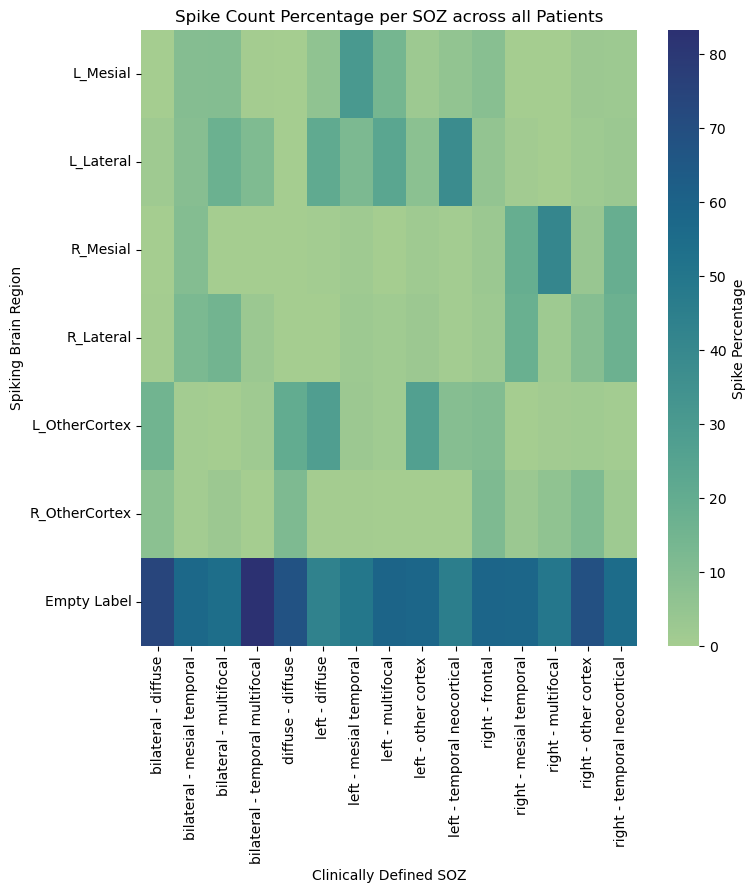 Spike Count Percentage per SOZ across all Patients
Spiking Brain Region
L_Mesial
L_Lateral
R_Mesial
R_Lateral
L_OtherCortex
R_OtherCortex
Empty Label
bilateral - diffuse
bilateral - mesial temporal
bilateral - multifocal
bilateral - temporal multifocal
diffuse - diffuse
left - diffuse
left - mesial temporal
left - multifocal
left - other cortex
left - temporal neocortical
right - frontal
right - mesial temporal
right - multifocal
right - other cortex
right - temporal neocortical
Clinically Defined SOZ
80
70
60
50
40
30
20
10
0
Spike Percentage